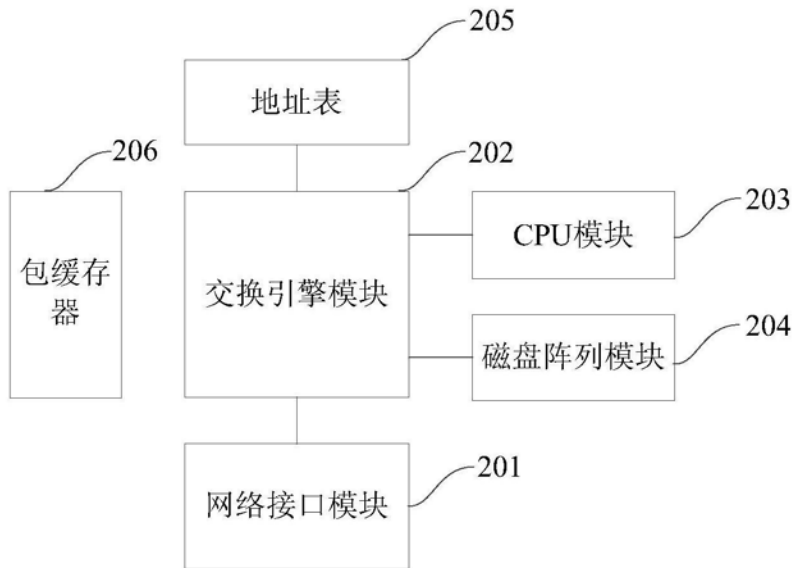 205
地址表
206
202
203
包缓存
器
交换引擎模块
CPU模块
204
磁盘阵列模块
201
网络接口模块